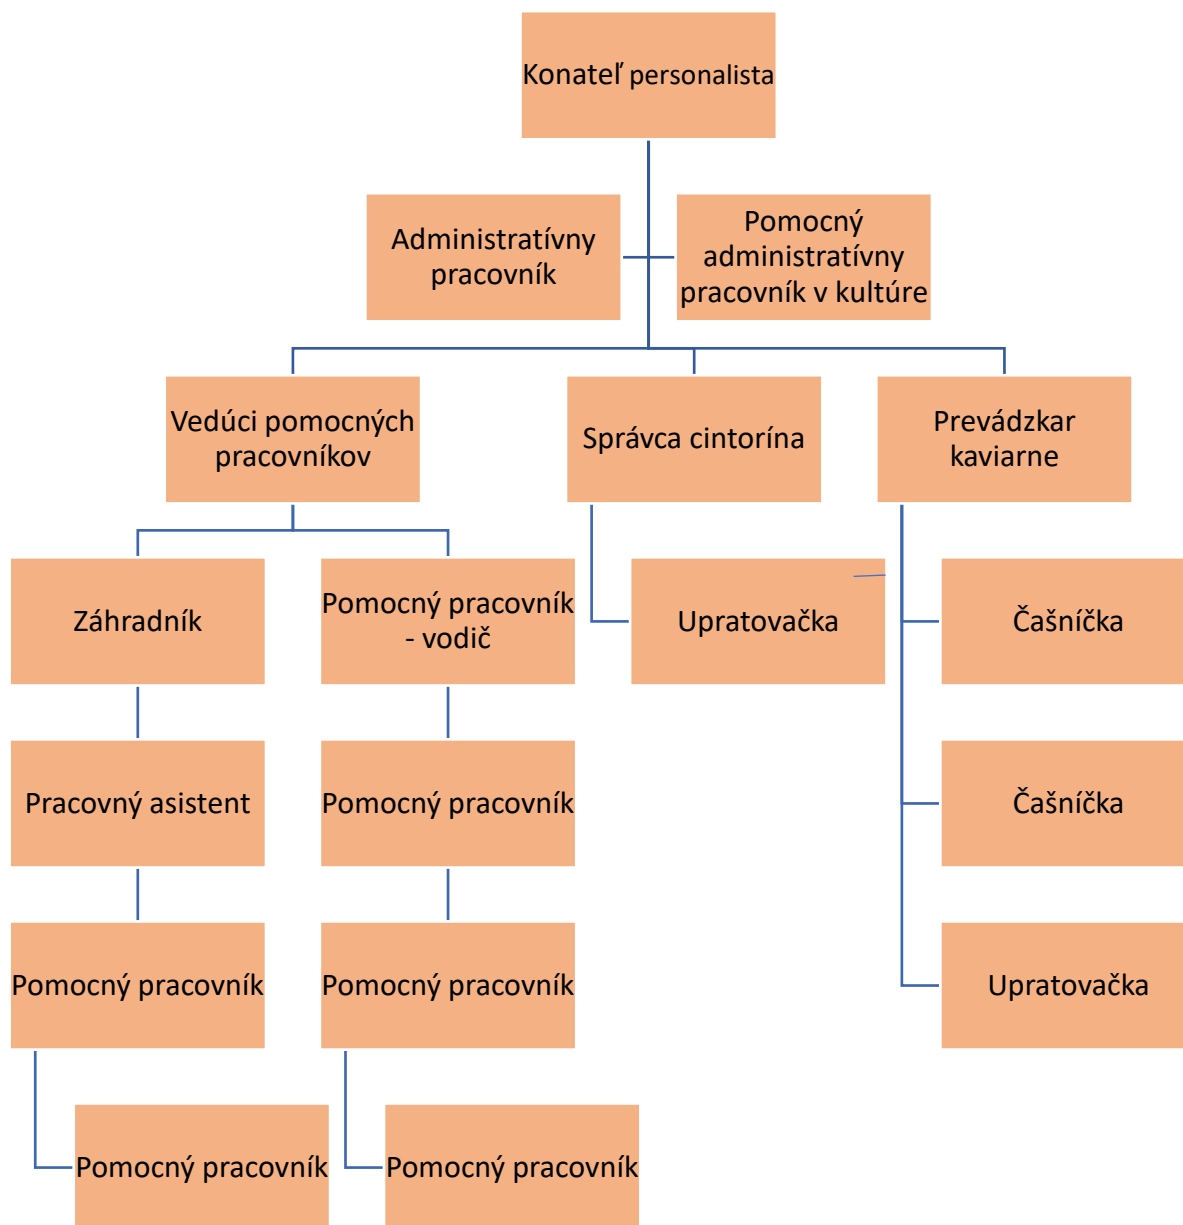 Konateľ personalista
Administratívny
pracovník
Pomocný
administratívny
pracovník v kultúre
Vedúci pomocných
pracovníkov
Správca cintorína
Prevádzkar
kaviarne
Záhradník
Pomocný pracovník
- vodič
Upratovačka
Čašníčka
Pracovný asistent
Pomocný pracovník
Čašníčka
Pomocný pracovník
Pomocný pracovník
Upratovačka
Pomocný pracovník
Pomocný pracovník